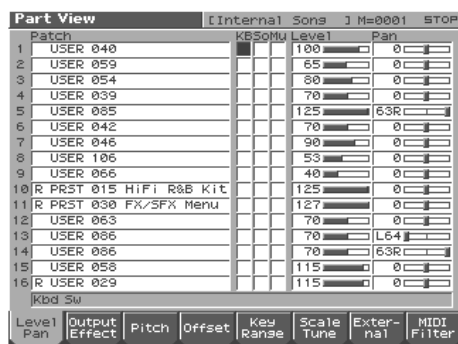 Part View [Internal Song ] M=0001 STOP
Patch KBSoMu Level Pan
1 USER 040 100 0
2 USER 059 65 0
3 USER 054 80 0
4 USER 039 70 0
5 USER 085 125 63R
6 USER 042 70 0
7 USER 046 90 0
8 USER 106 53 0
9 USER 066 40 0
10 R PRST 015 HiFi R&B Kit 125 0
11 R PRST 030 FX/SFX Menu 127 0
12 USER 063 70 0
13 USER 086 70 L64
14 USER 086 70 63R
15 USER 058 115 0
16 R USER 029 115 0
Kbd Sw
Level Pan Output Effect Pitch Offset Key Range Scale Tune Exter-nal MIDI Filter